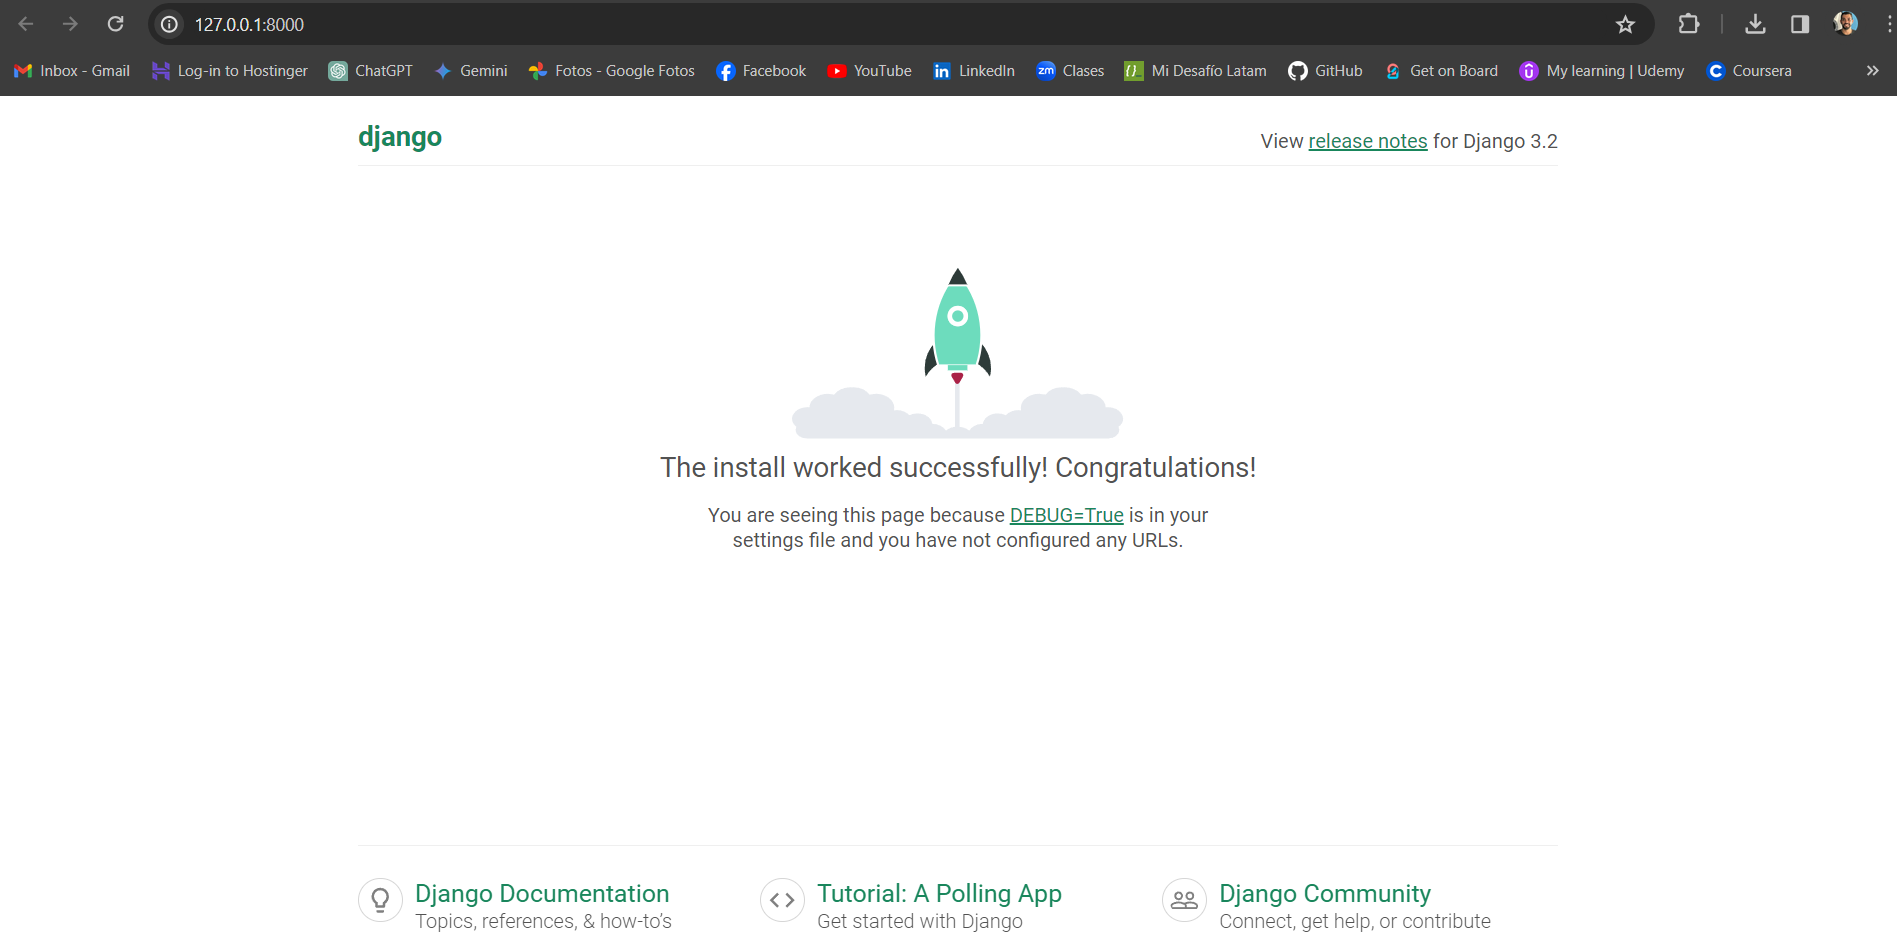 127.0.0.1:8000
Inbox - Gmail Log-in to Hostinger ChatGPT Gemini Fotos - Google Fotos Facebook YouTube LinkedIn zm Clases Mi Desafío Latam GitHub Get on Board My learning | Udemy Coursera
django
View release notes for Django 3.2
The install worked successfully! Congratulations!
You are seeing this page because DEBUG=True is in your
settings file and you have not configured any URLs.
Django Documentation
Topics, references, & how-to’s
Tutorial: A Polling App
Get started with Django
Django Community
Connect, get help, or contribute